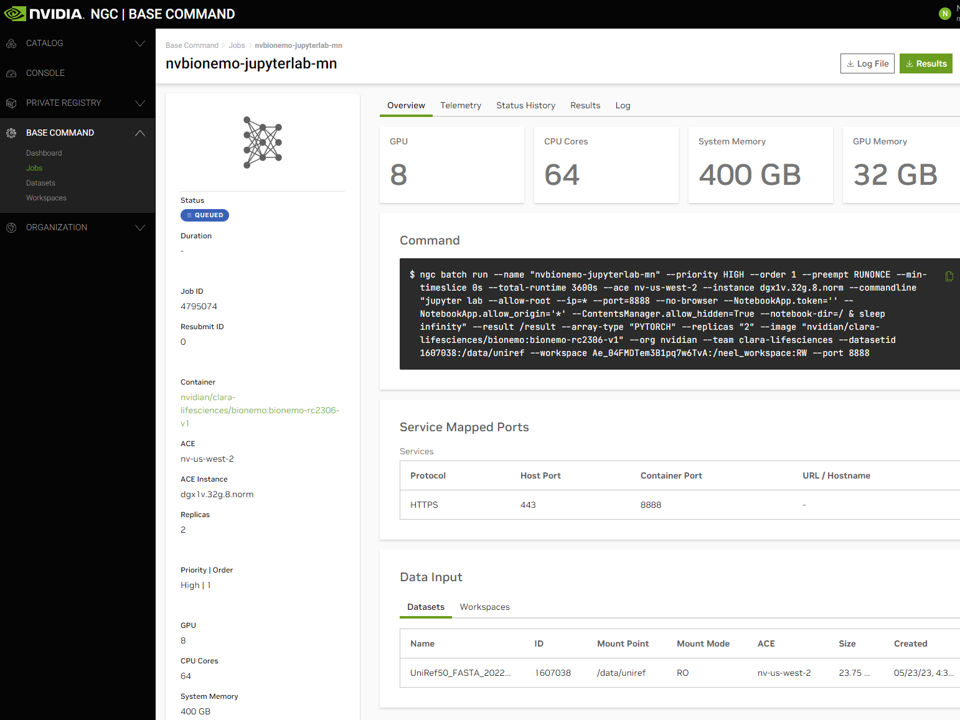 NVIDIA. NGC | BASE COMMAND
N
CATALOG
CONSOLE
PRIVATE REGISTRY
BASE COMMAND
Dashboard
Jobs
Datasets
Workspaces
ORGANIZATION
Base Command > Jobs > nvbionemo-jupyterlab-mn
nvbionemo-jupyterlab-mn
Log File
Results
Status
QUEUED
Duration
-
Job ID
4795074
Resubmit ID
0
Container
nvidian/clara-
lifesciences/bionemo:bionemo-rc2306-
v1
ACE
nv-us-west-2
ACE Instance
dgx1v.32g.8.norm
Replicas
2
Priority | Order
High | 1
GPU
8
CPU Cores
64
System Memory
400 GB
Overview Telemetry Status History Results Log
GPU
8
CPU Cores
64
System Memory
400 GB
GPU Memory
32 GB
Command
$ ngc batch run --name "nvbionemo-jupyterlab-mn" --priority HIGH --order 1 --preempt RUNONCE --min-
timeslice 0s --total-runtime 3600s --ace nv-us-west-2 --instance dgx1v.32g.8.norm --commandline
"jupyter lab --allow-root --ip=* --port=8888 --no-browser --NotebookApp.token='' --
NotebookApp.allow_origin='*' --ContentsManager.allow_hidden=True --notebook-dir=/ & sleep
infinity" --result /result --array-type "PYTORCH" --replicas "2" --image "nvidian/clara-
lifesciences/bionemo:bionemo-rc2306-v1" --org nvidian --team clara-lifesciences --datasetid
1607038:/data/uniref --workspace Ae_04FMDTem3B1pq7w6TvA:/neel_workspace:RW --port 8888
Service Mapped Ports
Services
Protocol Host Port Container Port URL / Hostname
HTTPS 443 8888 -
Data Input
Datasets Workspaces
Name ID Mount Point Mount Mode ACE Size Created
UniRef50_FASTA_2022... 1607038 /data/uniref RO nv-us-west-2 23.75 ... 05/23/23, 4:3...